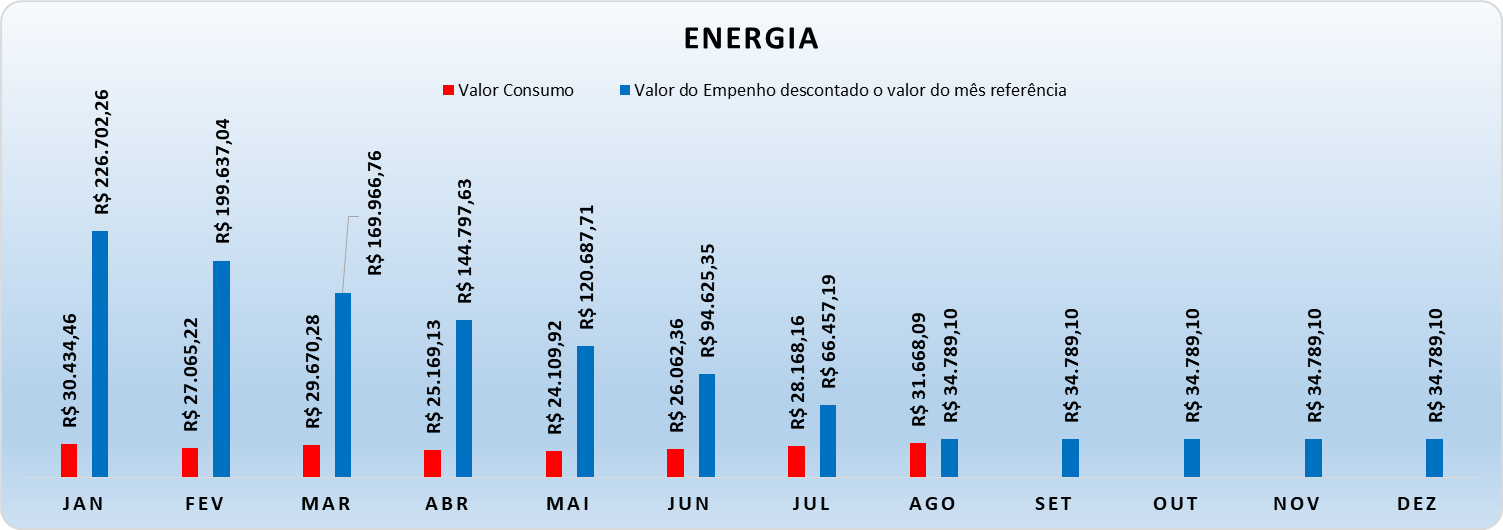 ENERGIA
Valor Consumo
Valor do Empenho descontado o valor do mês referência
R$ 30.434,46
R$ 226.702,26
R$ 27.065,22
R$ 199.637,04
R$ 29.670,28
R$ 169.966,76
R$ 25.169,13
R$ 144.797,63
R$ 24.109,92
R$ 120.687,71
R$ 26.062,36
R$ 94.625,35
R$ 28.168,16
R$ 66.457,19
R$ 31.668,09
R$ 34.789,10
R$ 34.789,10
R$ 34.789,10
R$ 34.789,10
R$ 34.789,10
JAN FEV MAR ABR MAI JUN JUL AGO SET OUT NOV DEZ